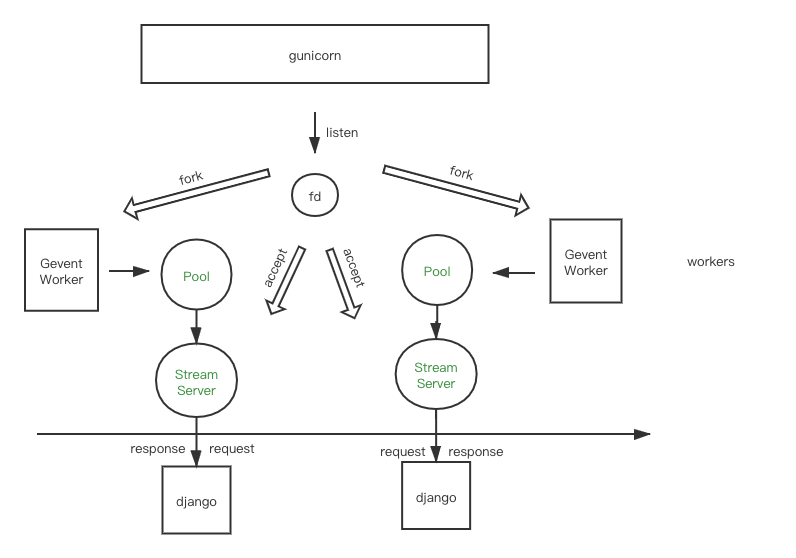 gunicorn
listen
fork
fork
fd
Gevent
Worker
Pool
accept
accept
Pool
Gevent
Worker
workers
Stream
Server
Stream
Server
response
request
request
response
django
django